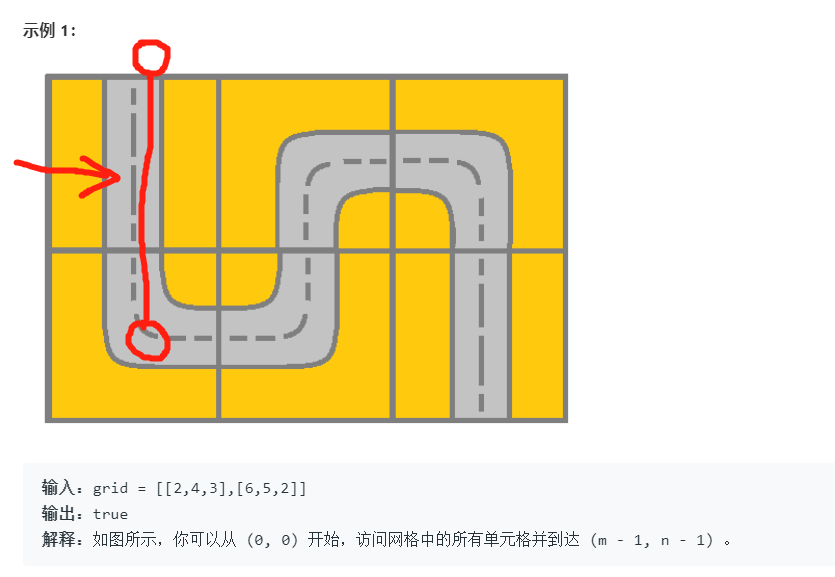 示例 1：
输入：grid = [[2,4,3],[6,5,2]]
输出：true
解释：如图所示，你可以从 (0, 0) 开始，访问网格中的所有单元格并到达 (m - 1, n - 1) 。